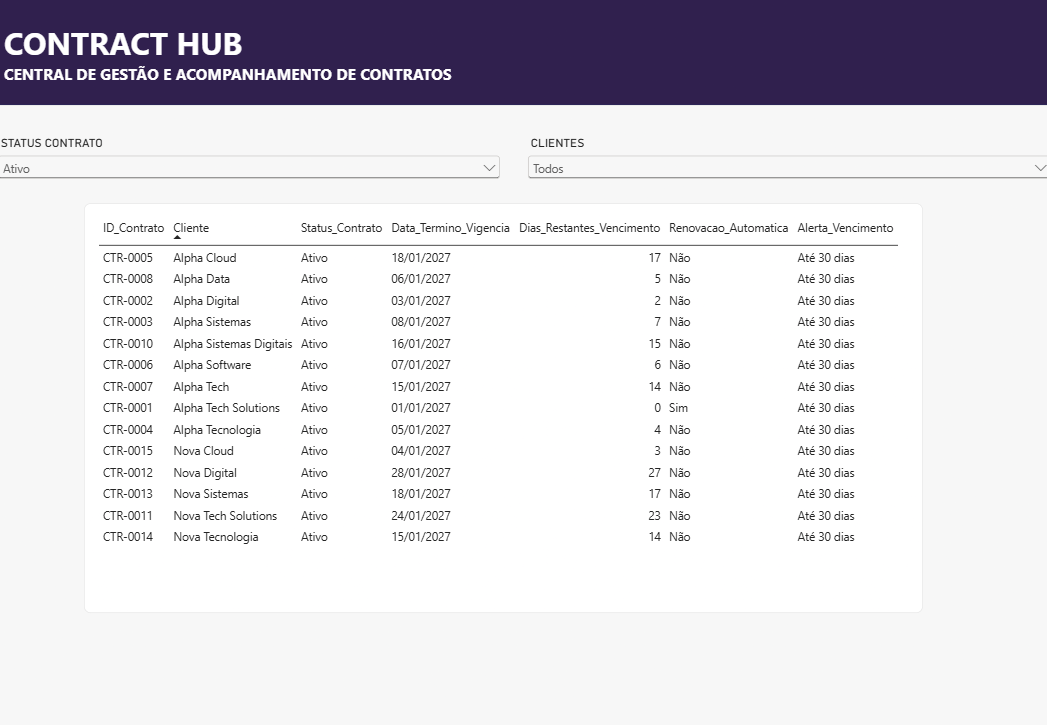 CONTRACT HUB
CENTRAL DE GESTÃO E ACOMPANHAMENTO DE CONTRATOS
STATUS CONTRATO CLIENTES
Ativo Todos
ID_Contrato Cliente Status_Contrato Data_Termino_Vigencia Dias_Restantes_Vencimento Renovacao_Automatica Alerta_Vencimento
CTR-0005 Alpha Cloud Ativo 18/01/2027 17 Não Até 30 dias
CTR-0008 Alpha Data Ativo 06/01/2027 5 Não Até 30 dias
CTR-0002 Alpha Digital Ativo 03/01/2027 2 Não Até 30 dias
CTR-0003 Alpha Sistemas Ativo 08/01/2027 7 Não Até 30 dias
CTR-0010 Alpha Sistemas Digitais Ativo 16/01/2027 15 Não Até 30 dias
CTR-0006 Alpha Software Ativo 07/01/2027 6 Não Até 30 dias
CTR-0007 Alpha Tech Ativo 15/01/2027 14 Não Até 30 dias
CTR-0001 Alpha Tech Solutions Ativo 01/01/2027 0 Sim Até 30 dias
CTR-0004 Alpha Tecnologia Ativo 05/01/2027 4 Não Até 30 dias
CTR-0015 Nova Cloud Ativo 04/01/2027 3 Não Até 30 dias
CTR-0012 Nova Digital Ativo 28/01/2027 27 Não Até 30 dias
CTR-0013 Nova Sistemas Ativo 18/01/2027 17 Não Até 30 dias
CTR-0011 Nova Tech Solutions Ativo 24/01/2027 23 Não Até 30 dias
CTR-0014 Nova Tecnologia Ativo 15/01/2027 14 Não Até 30 dias